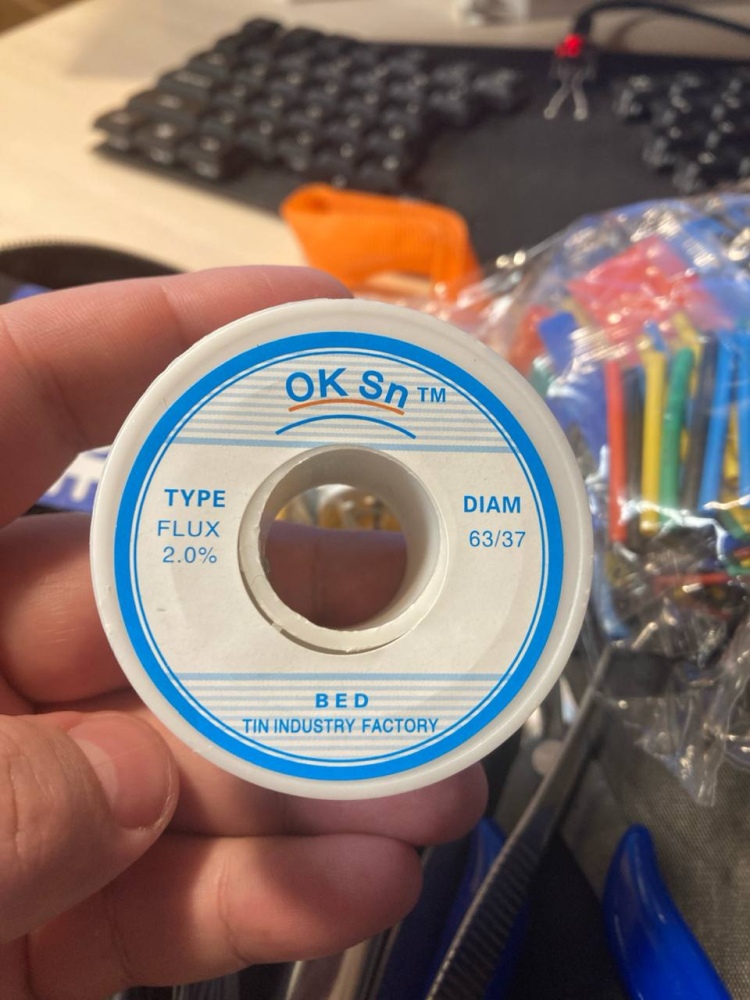 OK Sn TM
TYPE
FLUX
2.0%
DIAM
63/37
BED
TIN INDUSTRY FACTORY